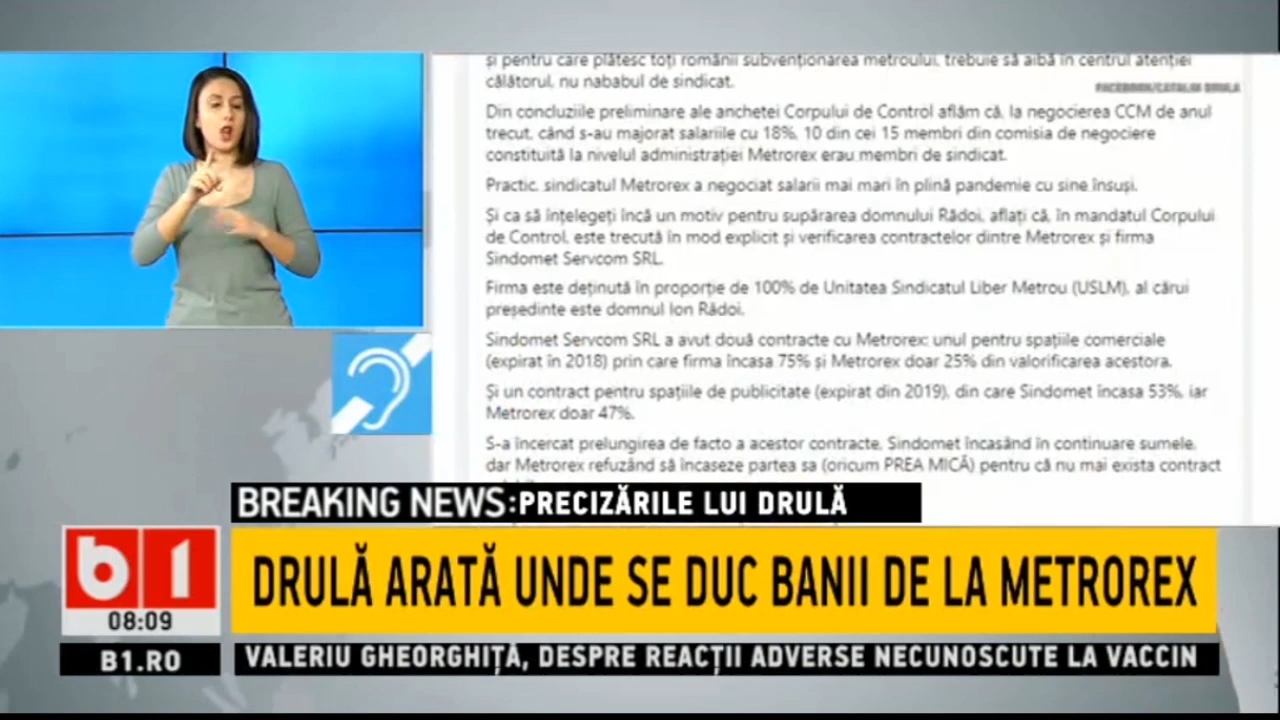 și pentru care plătesc toți românii subvenționarea metroului, trebuie să aibă în centrul atenției
călătorul, nu nababul de sindicat.
FACEBOOK/CATALIN DRULA
Din concluziile preliminare ale anchetei Corpului de Control aflăm că, la negocierea CCM de anul
trecut, când s-au majorat salariile cu 18%, 10 din cei 15 membri din comisia de negociere
constituită la nivelul administrației Metrorex erau membri de sindicat.
Practic, sindicatul Metrorex a negociat salarii mai mari în plină pandemie cu sine însuși.
Și ca să înțelegeți încă un motiv pentru supărarea domnului Rădoi, aflați că, în mandatul Corpului
de Control, este trecută în mod explicit și verificarea contractelor dintre Metrorex și firma
Sindomet Servcom SRL.
Firma este deținută în proporție de 100% de Unitatea Sindicatul Liber Metrou (USLM), al cărui
președinte este domnul Ion Rădoi.
Sindomet Servcom SRL a avut două contracte cu Metrorex: unul pentru spațiile comerciale
(expirat în 2018) prin care firma încasa 75% și Metrorex doar 25% din valorificarea acestora.
Și un contract pentru spațiile de publicitate (expirat din 2019), din care Sindomet încasa 53%, iar
Metrorex doar 47%.
S-a încercat prelungirea de facto a acestor contracte, Sindomet încasând în continuare sumele,
dar Metrorex refuzând să încaseze partea sa (oricum PREA MICĂ) pentru că nu mai exista contract
BREAKING NEWS: PRECIZĂRILE LUI DRULĂ
DRULĂ ARATĂ UNDE SE DUC BANII DE LA METROREX
b1
08:09
B1.RO
VALERIU GHEORGHIȚĂ, DESPRE REACȚII ADVERSE NECUNOSCUTE LA VACCIN